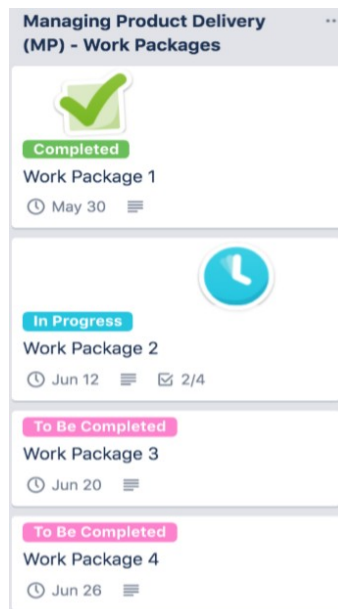 Managing Product Delivery
(MP) - Work Packages
Completed
Work Package 1
May 30
In Progress
Work Package 2
Jun 12 2/4
To Be Completed
Work Package 3
Jun 20
To Be Completed
Work Package 4
Jun 26